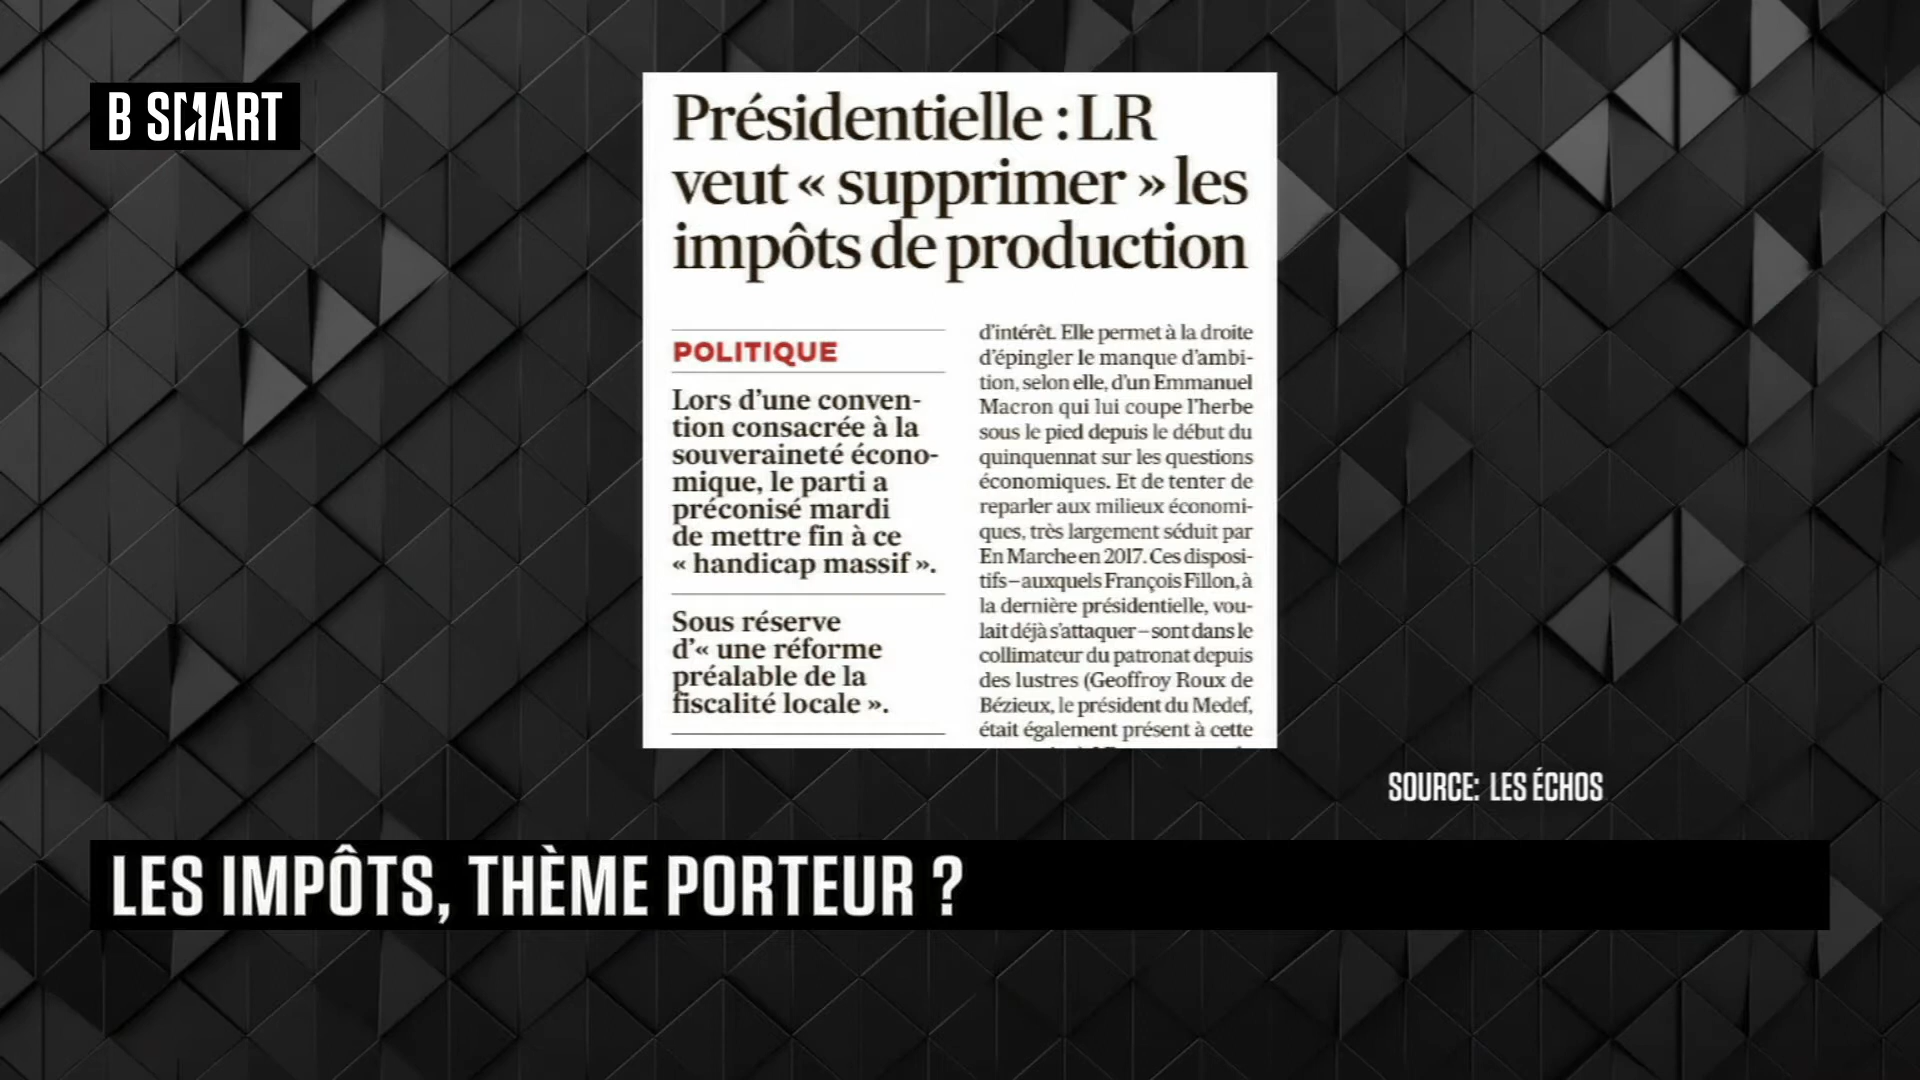 B SMART
Présidentielle : LR
veut « supprimer » les
impôts de production
POLITIQUE
Lors d'une conven-
tion consacrée à la
souveraineté écono-
mique, le parti a
préconisé mardi
de mettre fin à ce
« handicap massif ».
Sous réserve
d'« une réforme
préalable de la
fiscalité locale ».
d'intérêt. Elle permet à la droite
d'épingler le manque d'ambi-
tion, selon elle, d'un Emmanuel
Macron qui lui coupe l'herbe
sous le pied depuis le début du
quinquennat sur les questions
économiques. Et de tenter de
reparler aux milieux économi-
ques, très largement séduit par
En Marche en 2017. Ces disposi-
tifs – auxquels François Fillon, à
la dernière présidentielle, vou-
lait déjà s'attaquer – sont dans le
collimateur du patronat depuis
des lustres (Geoffroy Roux de
Bézieux, le président du Medef,
était également présent à cette
SOURCE: LES ÉCHOS
LES IMPÔTS, THÈME PORTEUR ?